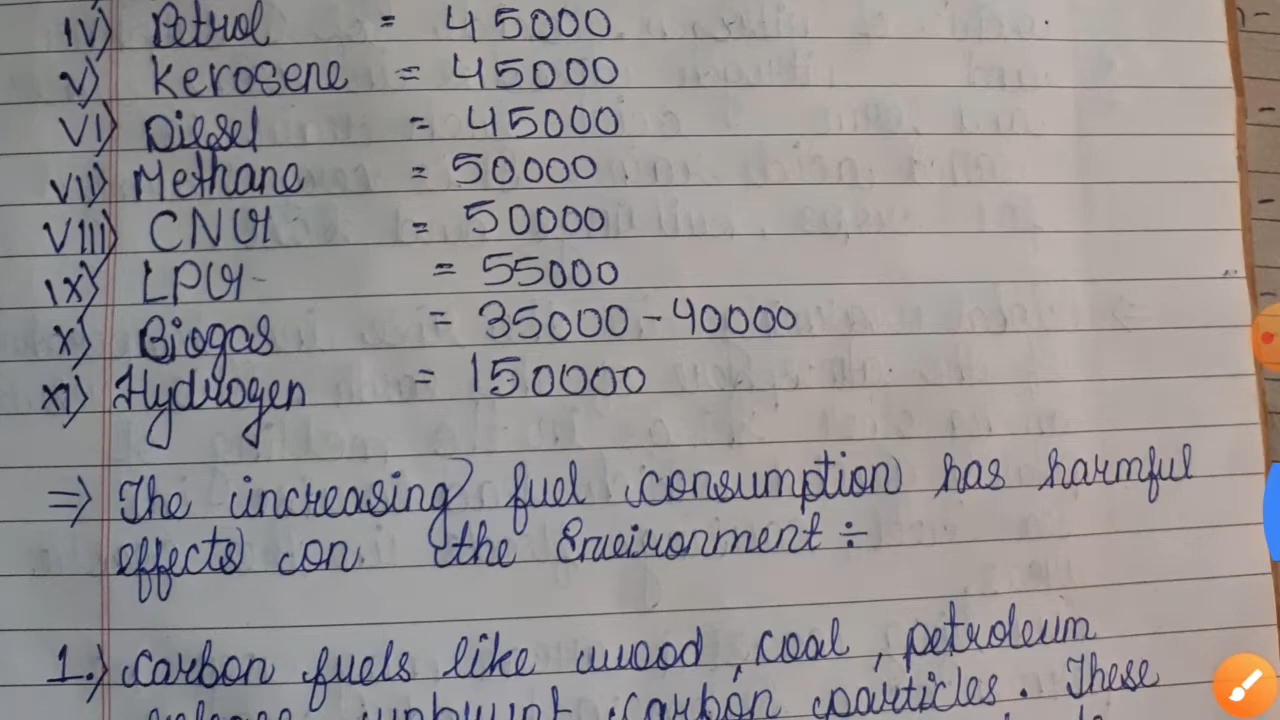 IV) Petrol = 45000
V) Kerosene = 45000
VI) Diesel = 45000
VII) Methane = 50000
VIII) CNG = 50000
IX) LPG = 55000
X) Biogas = 35000 - 40000
XI) Hydrogen = 150000
⇒ The increasing fuel consumption has harmful
effects on the Environment ÷
1.) Carbon fuels like wood, coal, petroleum
release unburnt carbon particles. These